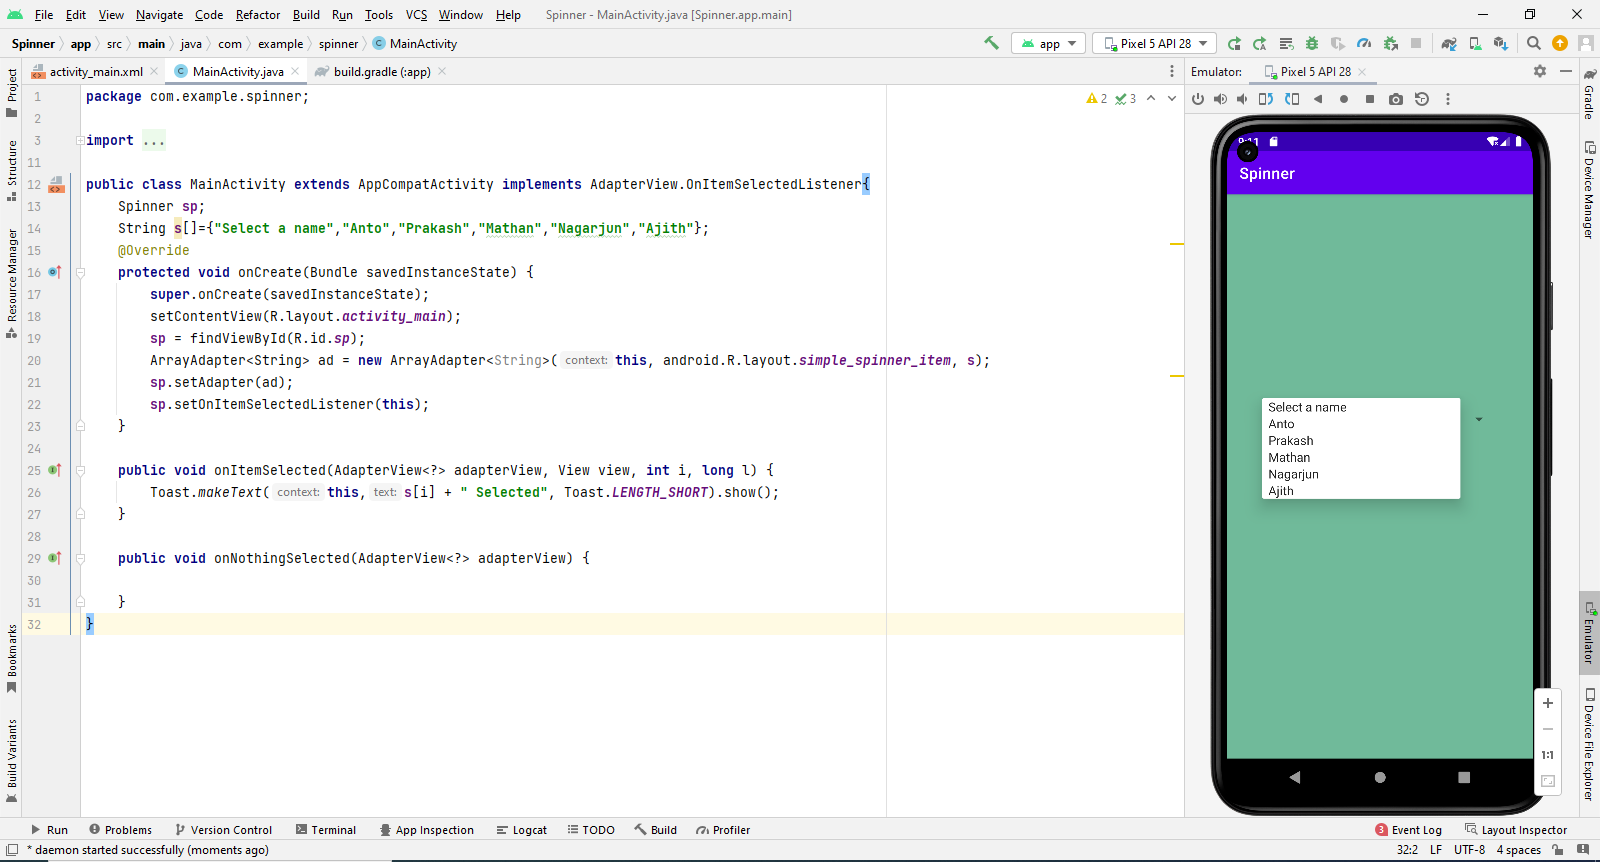 File Edit View Navigate Code Refactor Build Run Tools VCS Window Help Spinner - MainActivity.java [Spinner.app.main]
Spinner app src main java com example spinner MainActivity app Pixel 5 API 28
activity_main.xml MainActivity.java build.gradle (:app) Emulator: Pixel 5 API 28
Project
Structure
Resource Manager
Bookmarks
Build Variants
1 package com.example.spinner;
2 3
2
3 import ...
11
12 public class MainActivity extends AppCompatActivity implements AdapterView.OnItemSelectedListener{
13 Spinner sp;
14 String s[]={"Select a name","Anto","Prakash","Mathan","Nagarjun","Ajith"};
15 @Override
16 protected void onCreate(Bundle savedInstanceState) {
17 super.onCreate(savedInstanceState);
18 setContentView(R.layout.activity_main);
19 sp = findViewById(R.id.sp);
20 ArrayAdapter<String> ad = new ArrayAdapter<String>( context: this, android.R.layout.simple_spinner_item, s);
21 sp.setAdapter(ad);
22 sp.setOnItemSelectedListener(this);
23 }
24
25 public void onItemSelected(AdapterView<?> adapterView, View view, int i, long l) {
26 Toast.makeText( context: this, text: s[i] + " Selected", Toast.LENGTH_SHORT).show();
27 }
28
29 public void onNothingSelected(AdapterView<?> adapterView) {
30
31 }
32 }
9:11
Spinner
Select a name
Anto
Prakash
Mathan
Nagarjun
Ajith
1:1
Gradle
Device Manager
Emulator
Device File Explorer
Run Problems Version Control Terminal App Inspection Logcat TODO Build Profiler 3 Event Log Layout Inspector
* daemon started successfully (moments ago) 32:2 LF UTF-8 4 spaces